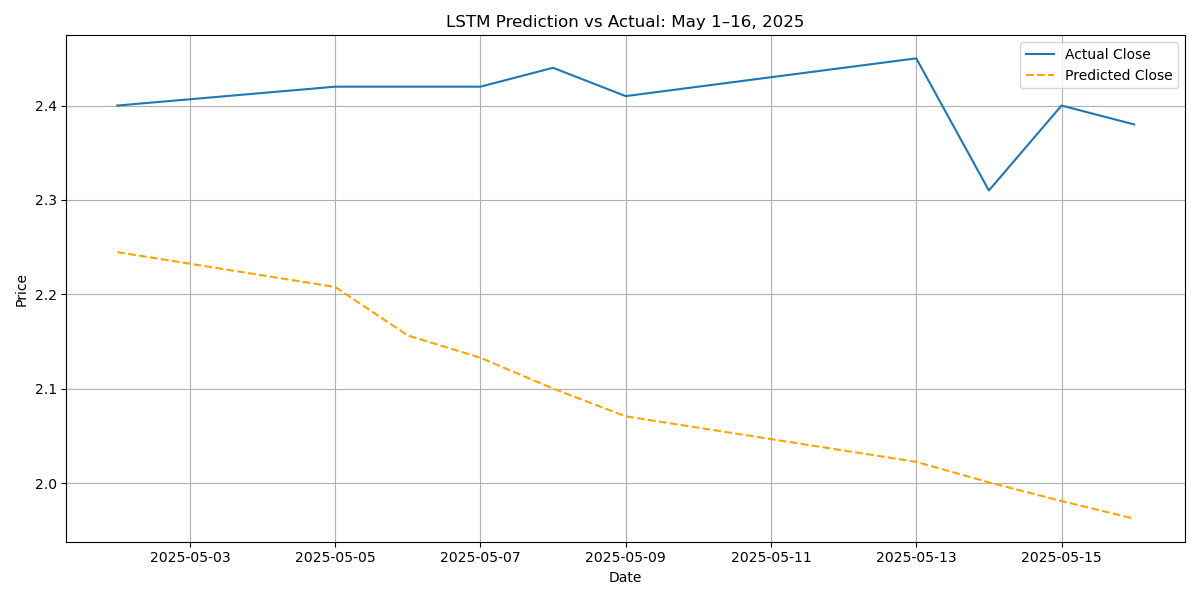 LSTM Prediction vs Actual: May 1–16, 2025
Actual Close
Predicted Close
2.4
2.3
2.2
2.1
2.0
Price
2025-05-03
2025-05-05
2025-05-07
2025-05-09
2025-05-11
2025-05-13
2025-05-15
Date